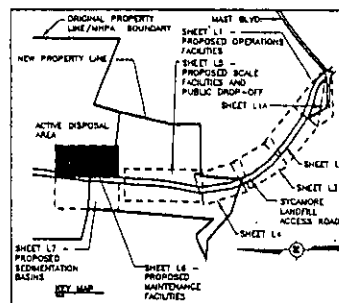 ORIGINAL PROPERTY
LINE/MHPA BOUNDARY
NEW PROPERTY LINE
ACTIVE DISPOSAL
AREA
MAST BLVD.
SHEET L1
PROPOSED OPERATIONS
FACILITIES
SHEET L5 -
PROPOSED SCALE
FACILITIES AND
PUBLIC DROP-OFF
SHEET L1A
SHEET L3
SYCAMORE
LANDFILL
ACCESS ROAD
SHEET L4
SHEET L7 -
PROPOSED
SEDIMENTATION
BASINS
SHEET L6 -
PROPOSED
MAINTENANCE
FACILITIES
KEY MAP